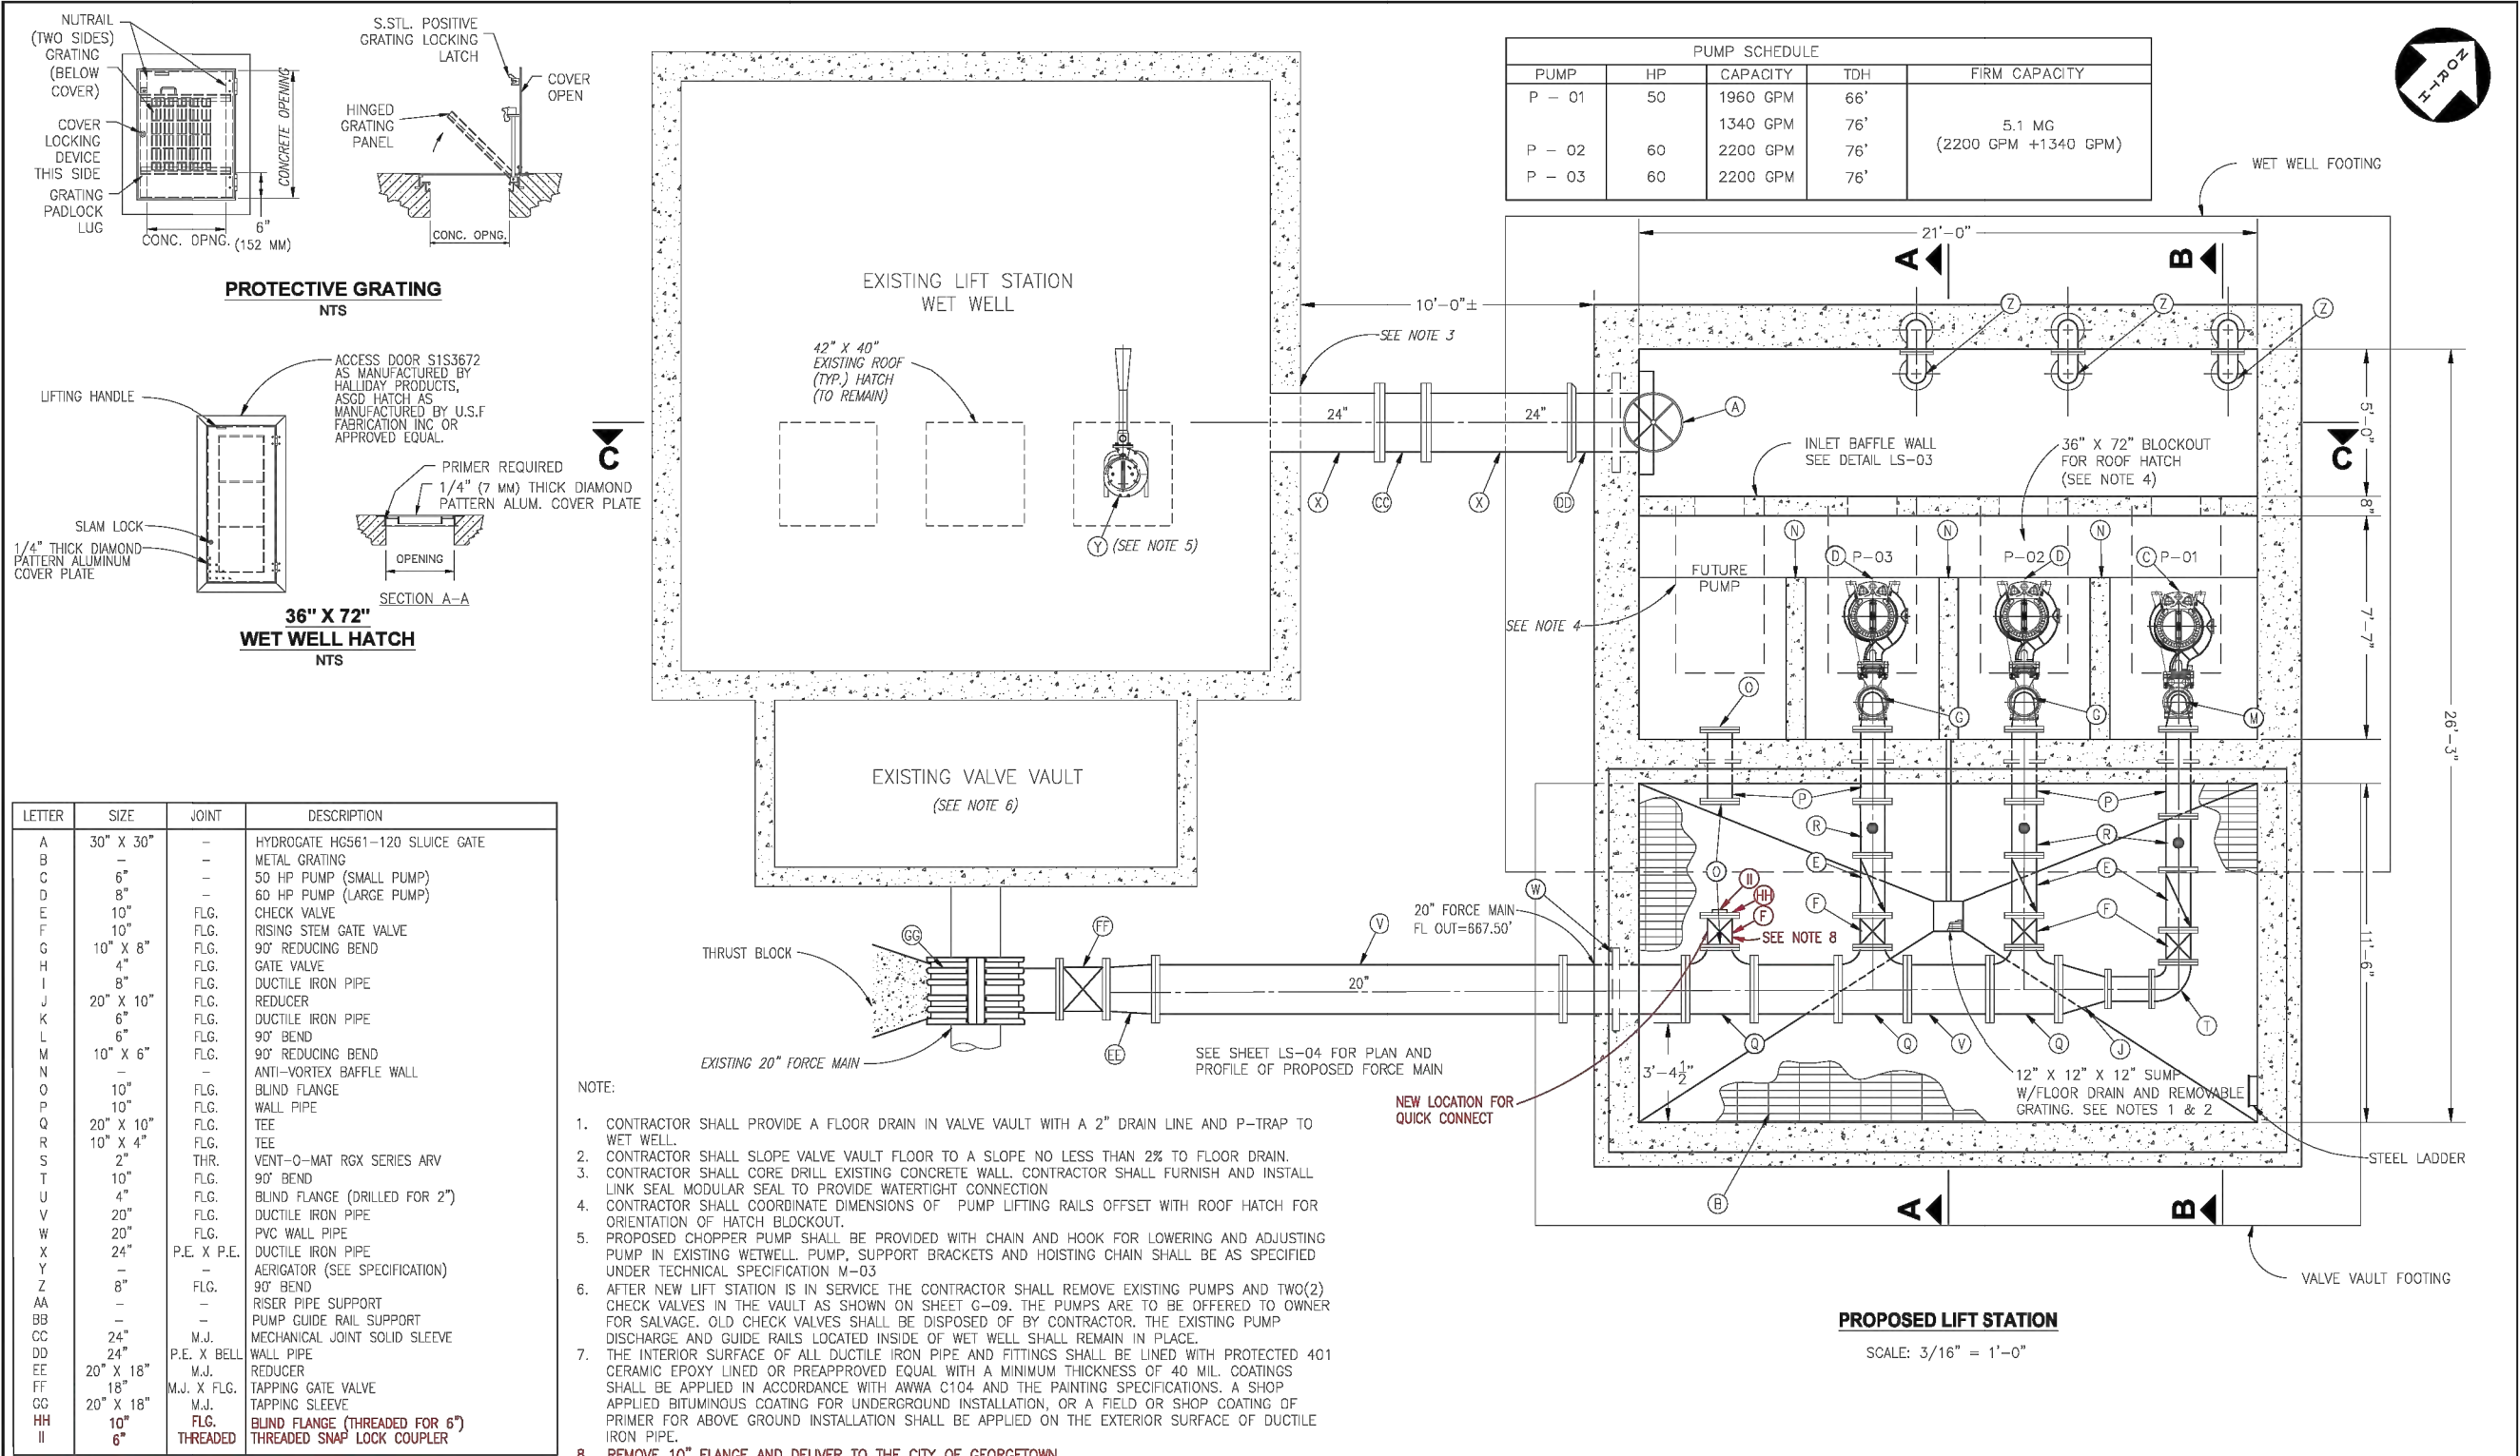 NUTRAIL
(TWO SIDES)
GRATING
(BELOW
COVER)
COVER
LOCKING
DEVICE
THIS SIDE
GRATING
PADLOCK
LUG
CONCRETE OPENING
6"
CONC. OPNG. (152 MM)
S.STL. POSITIVE
GRATING LOCKING
LATCH
COVER
OPEN
HINGED
GRATING
PANEL
CONC. OPNG.
PROTECTIVE GRATING
NTS
LIFTING HANDLE
ACCESS DOOR S1S3672
AS MANUFACTURED BY
HALLIDAY PRODUCTS,
ASGD HATCH AS
MANUFACTURED BY U.S.F
FABRICATION INC OR
APPROVED EQUAL.
PRIMER REQUIRED
1/4" (7 MM) THICK DIAMOND
PATTERN ALUM. COVER PLATE
SLAM LOCK
1/4" THICK DIAMOND
PATTERN ALUMINUM
COVER PLATE
OPENING
SECTION A-A
36" X 72"
WET WELL HATCH
NTS
PUMP SCHEDULE
PUMP HP CAPACITY TDH FIRM CAPACITY
P - 01 50 1960 GPM 66'
1340 GPM 76'
5.1 MG
(2200 GPM +1340 GPM)
P - 02 60 2200 GPM 76'
P - 03 60 2200 GPM 76'
NORTH
WET WELL FOOTING
21'-0"
A B
EXISTING LIFT STATION
WET WELL
10'-0"±
SEE NOTE 3
42" X 40"
EXISTING ROOF
(TYP.) HATCH
(TO REMAIN)
C
24" 24"
Z Z Z
A
X CC X DD
Y (SEE NOTE 5)
INLET BAFFLE WALL
SEE DETAIL LS-03
36" X 72" BLOCKOUT
FOR ROOF HATCH
(SEE NOTE 4)
C
5'-0"
8"
7'-7"
26'-3"
11'-6"
N N N
D P-03 P-02 D C P-01
FUTURE
PUMP
SEE NOTE 4
O G G M
EXISTING VALVE VAULT
(SEE NOTE 6)
P P
R R
E E
O II
HH
F F F
SEE NOTE 8
W
20" FORCE MAIN
FL OUT=667.50'
V
THRUST BLOCK
GG FF
20"
EE
EXISTING 20" FORCE MAIN
SEE SHEET LS-04 FOR PLAN AND
PROFILE OF PROPOSED FORCE MAIN
NEW LOCATION FOR
QUICK CONNECT
Q Q V Q J T
3'-4½"
12" X 12" X 12" SUMP
W/FLOOR DRAIN AND REMOVABLE
GRATING. SEE NOTES 1 & 2
STEEL LADDER
B
A B
VALVE VAULT FOOTING
PROPOSED LIFT STATION
SCALE: 3/16" = 1'-0"
LETTER SIZE JOINT DESCRIPTION
A 30" X 30" - HYDROGATE HG561-120 SLUICE GATE
B - - METAL GRATING
C 6" - 50 HP PUMP (SMALL PUMP)
D 8" - 60 HP PUMP (LARGE PUMP)
E 10" FLG. CHECK VALVE
F 10" FLG. RISING STEM GATE VALVE
G 10" X 8" FLG. 90° REDUCING BEND
H 4" FLG. GATE VALVE
I 8" FLG. DUCTILE IRON PIPE
J 20" X 10" FLG. REDUCER
K 6" FLG. DUCTILE IRON PIPE
L 6" FLG. 90° BEND
M 10" X 6" FLG. 90° REDUCING BEND
N - - ANTI-VORTEX BAFFLE WALL
O 10" FLG. BLIND FLANGE
P 10" FLG. WALL PIPE
Q 20" X 10" FLG. TEE
R 10" X 4" FLG. TEE
S 2" THR. VENT-O-MAT RGX SERIES ARV
T 10" FLG. 90° BEND
U 4" FLG. BLIND FLANGE (DRILLED FOR 2")
V 20" FLG. DUCTILE IRON PIPE
W 20" FLG. PVC WALL PIPE
X 24" P.E. X P.E. DUCTILE IRON PIPE
Y - - AERIGATOR (SEE SPECIFICATION)
Z 8" FLG. 90° BEND
AA - - RISER PIPE SUPPORT
BB - - PUMP GUIDE RAIL SUPPORT
CC 24" M.J. MECHANICAL JOINT SOLID SLEEVE
DD 24" P.E. X BELL WALL PIPE
EE 20" X 18" M.J. REDUCER
FF 18" M.J. X FLG. TAPPING GATE VALVE
GG 20" X 18" M.J. TAPPING SLEEVE
HH 10" FLG. BLIND FLANGE (THREADED FOR 6")
II 6" THREADED THREADED SNAP LOCK COUPLER
NOTE:
1. CONTRACTOR SHALL PROVIDE A FLOOR DRAIN IN VALVE VAULT WITH A 2" DRAIN LINE AND P-TRAP TO
WET WELL.
2. CONTRACTOR SHALL SLOPE VALVE VAULT FLOOR TO A SLOPE NO LESS THAN 2% TO FLOOR DRAIN.
3. CONTRACTOR SHALL CORE DRILL EXISTING CONCRETE WALL. CONTRACTOR SHALL FURNISH AND INSTALL
LINK SEAL MODULAR SEAL TO PROVIDE WATERTIGHT CONNECTION
4. CONTRACTOR SHALL COORDINATE DIMENSIONS OF PUMP LIFTING RAILS OFFSET WITH ROOF HATCH FOR
ORIENTATION OF HATCH BLOCKOUT.
5. PROPOSED CHOPPER PUMP SHALL BE PROVIDED WITH CHAIN AND HOOK FOR LOWERING AND ADJUSTING
PUMP IN EXISTING WETWELL. PUMP, SUPPORT BRACKETS AND HOISTING CHAIN SHALL BE AS SPECIFIED
UNDER TECHNICAL SPECIFICATION M-03
6. AFTER NEW LIFT STATION IS IN SERVICE THE CONTRACTOR SHALL REMOVE EXISTING PUMPS AND TWO(2)
CHECK VALVES IN THE VAULT AS SHOWN ON SHEET G-09. THE PUMPS ARE TO BE OFFERED TO OWNER
FOR SALVAGE. OLD CHECK VALVES SHALL BE DISPOSED OF BY CONTRACTOR. THE EXISTING PUMP
DISCHARGE AND GUIDE RAILS LOCATED INSIDE OF WET WELL SHALL REMAIN IN PLACE.
7. THE INTERIOR SURFACE OF ALL DUCTILE IRON PIPE AND FITTINGS SHALL BE LINED WITH PROTECTED 401
CERAMIC EPOXY LINED OR PREAPPROVED EQUAL WITH A MINIMUM THICKNESS OF 40 MIL. COATINGS
SHALL BE APPLIED IN ACCORDANCE WITH AWWA C104 AND THE PAINTING SPECIFICATIONS. A SHOP
APPLIED BITUMINOUS COATING FOR UNDERGROUND INSTALLATION, OR A FIELD OR SHOP COATING OF
PRIMER FOR ABOVE GROUND INSTALLATION SHALL BE APPLIED ON THE EXTERIOR SURFACE OF DUCTILE
IRON PIPE.
8. REMOVE 10" FLANGE AND DELIVER TO THE CITY OF GEORGETOWN